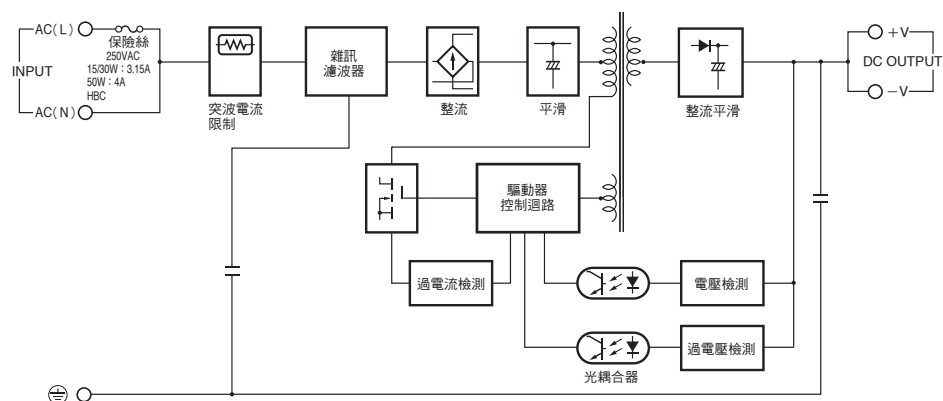 AC(L)
保險絲
250VAC
15/30W：3.15A
50W：4A
HBC
INPUT
AC(N)
突波電流
限制
雜訊
濾波器
整流
平滑
整流平滑
+V
DC OUTPUT
−V
驅動器
控制迴路
過電流檢測
電壓檢測
過電壓檢測
光耦合器